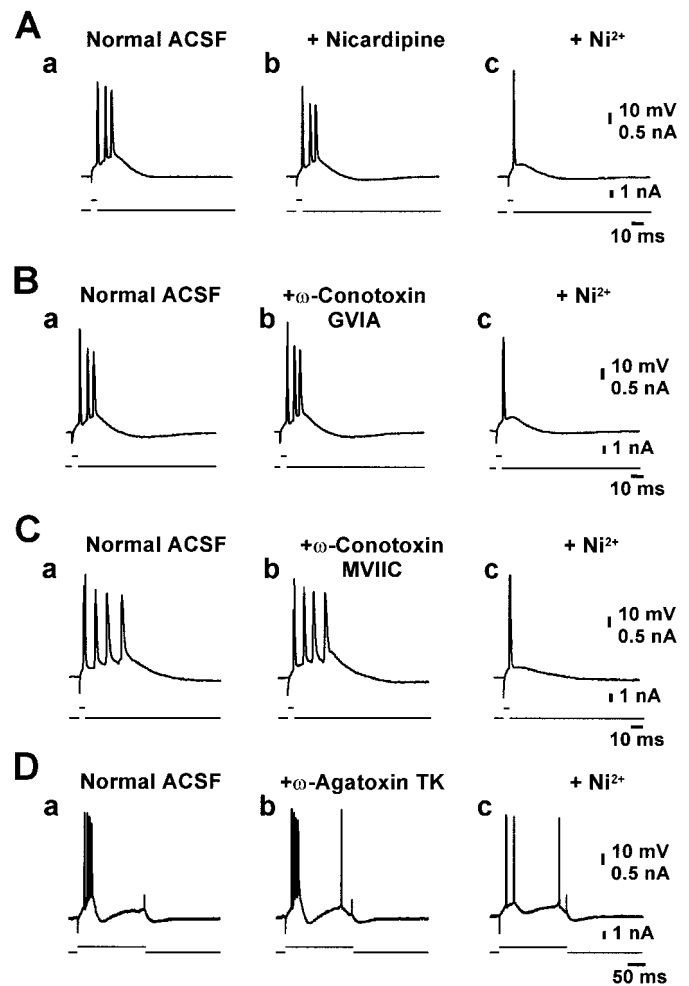 A
Normal ACSF
+ Nicardipine
+ Ni²⁺
a
b
c
10 mV
0.5 nA
1 nA
10 ms
B
Normal ACSF
+ω-Conotoxin
GVIA
+ Ni²⁺
a
b
c
10 mV
0.5 nA
1 nA
10 ms
C
Normal ACSF
+ω-Conotoxin
MVIIC
+ Ni²⁺
a
b
c
10 mV
0.5 nA
1 nA
10 ms
D
Normal ACSF
+ω-Agatoxin TK
+ Ni²⁺
a
b
c
10 mV
0.5 nA
1 nA
50 ms